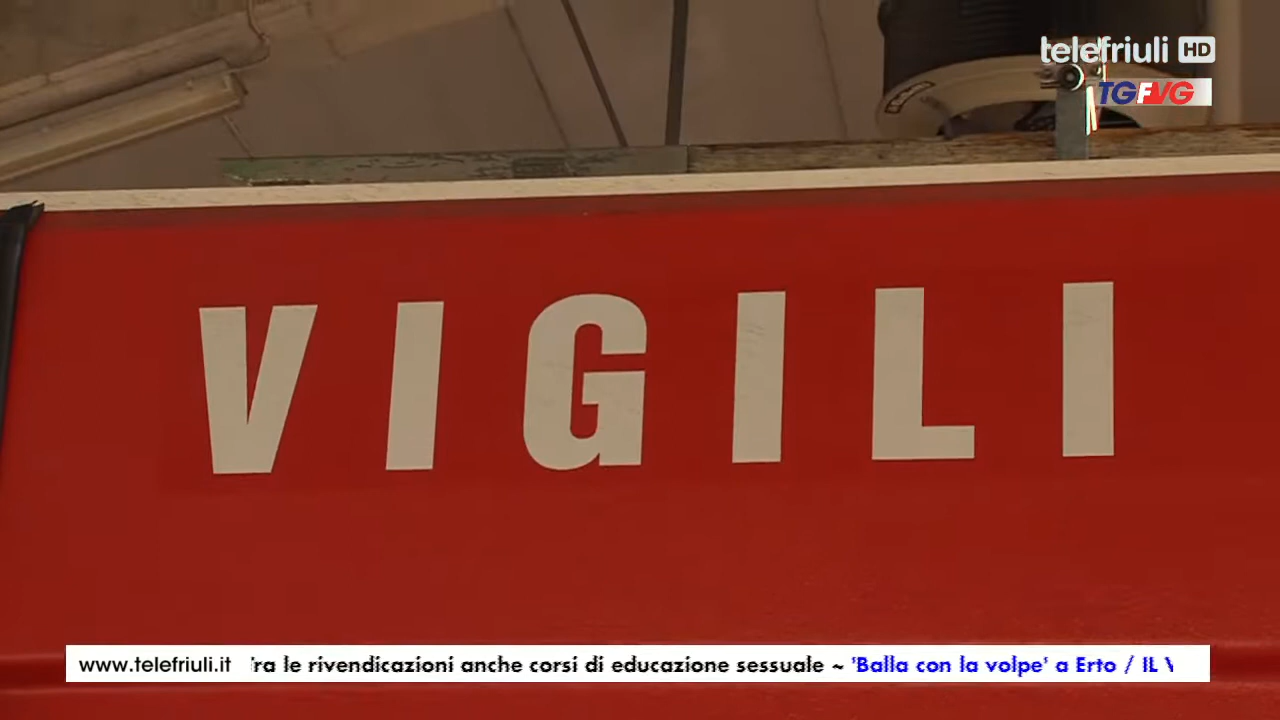 telefriuli HD
TGFVG
VIGILI
www.telefriuli.it Tra le rivendicazioni anche corsi di educazione sessuale ~ 'Balla con la volpe' a Erto / IL